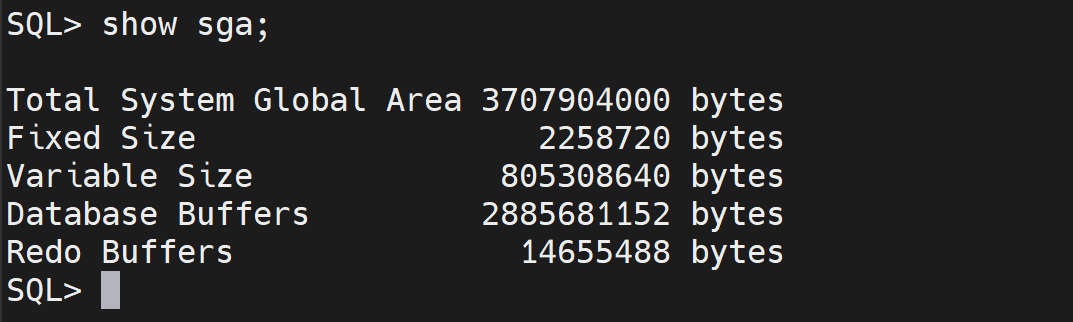 SQL> show sga;
Total System Global Area 3707904000 bytes
Fixed Size 2258720 bytes
Variable Size 805308640 bytes
Database Buffers 2885681152 bytes
Redo Buffers 14655488 bytes
SQL>